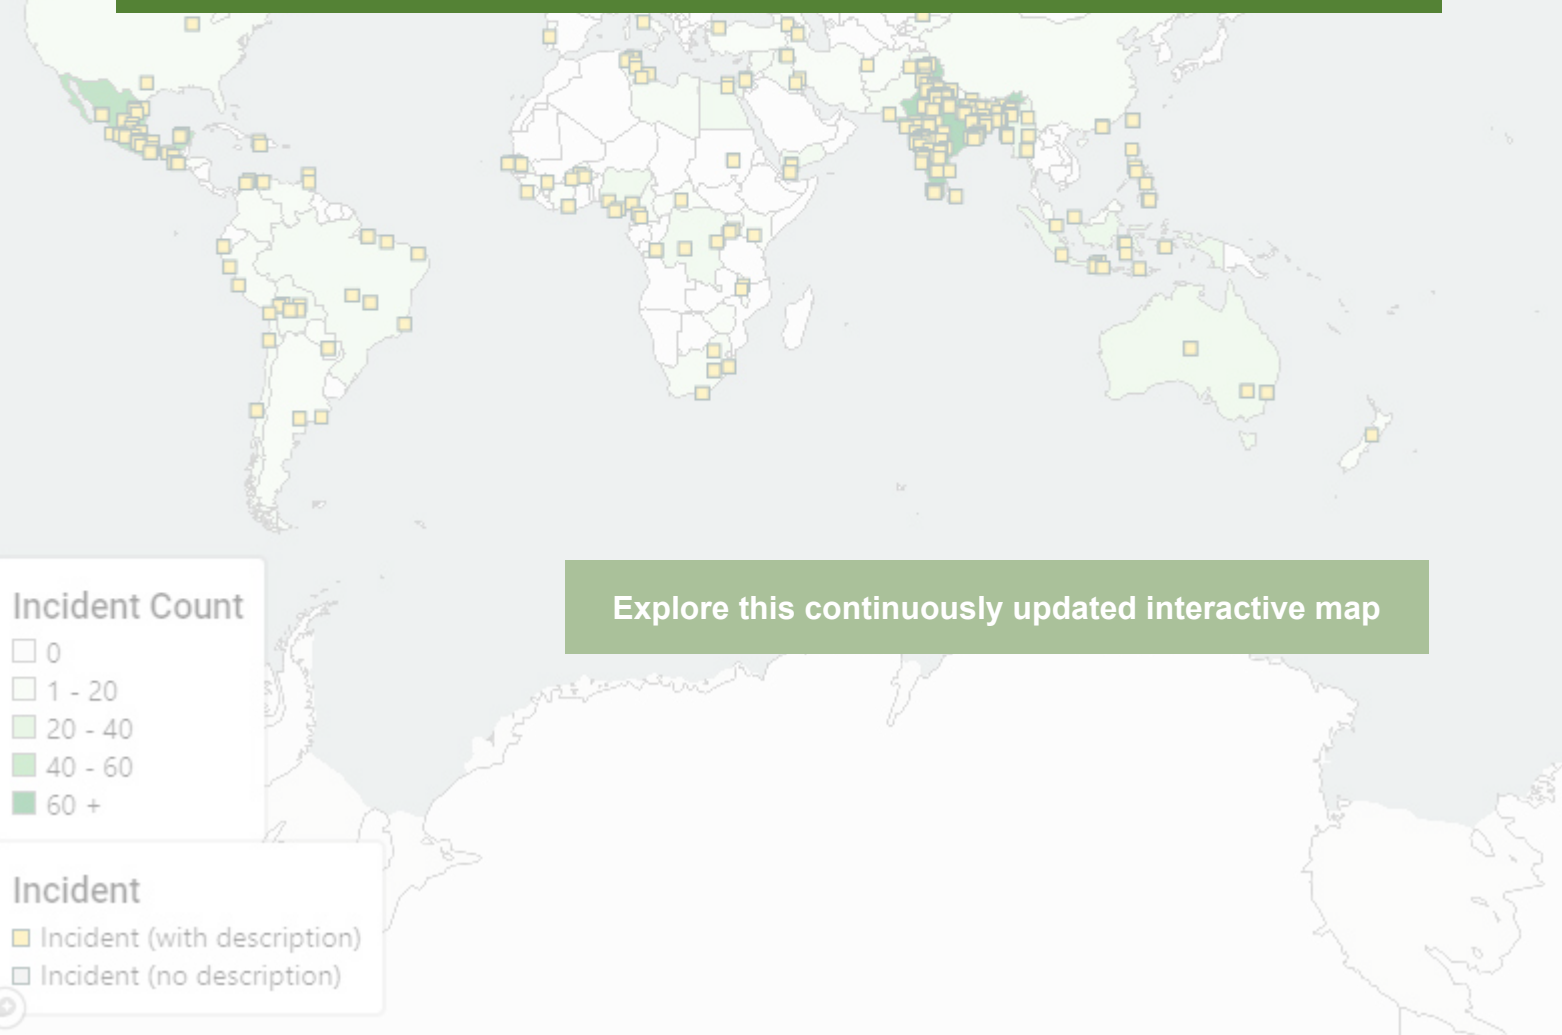 Explore this continuously updated interactive map
Incident Count
0
1 - 20
20 - 40
40 - 60
60 +
Incident
Incident (with description)
Incident (no description)